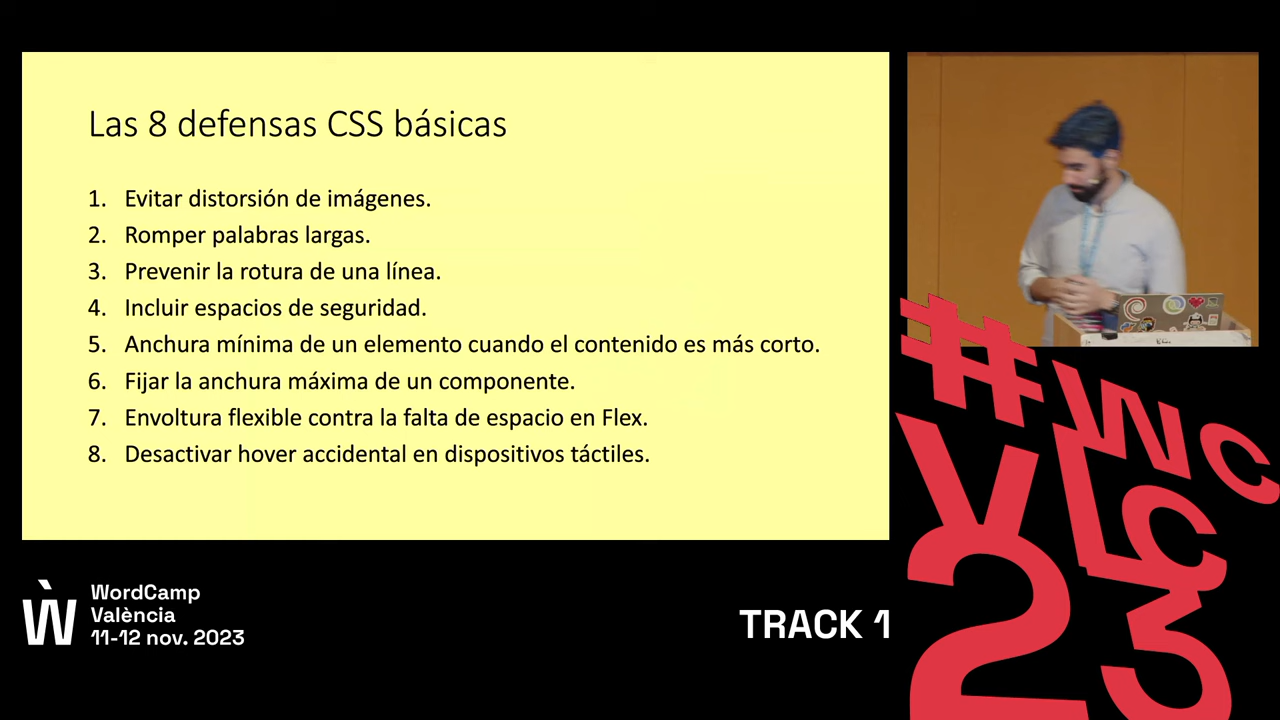 Las 8 defensas CSS básicas
1. Evitar distorsión de imágenes.
2. Romper palabras largas.
3. Prevenir la rotura de una línea.
4. Incluir espacios de seguridad.
5. Anchura mínima de un elemento cuando el contenido es más corto.
6. Fijar la anchura máxima de un componente.
7. Envoltura flexible contra la falta de espacio en Flex.
8. Desactivar hover accidental en dispositivos táctiles.
Ẁ
WordCamp
València
11-12 nov. 2023
TRACK 1
#WC
VLC
23